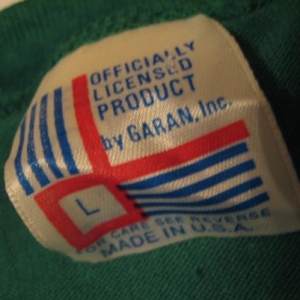 OFFICIALLY
LICENSED
PRODUCT
by GARAN, Inc.
L
FOR CARE SEE REVERSE
MADE IN U.S.A.